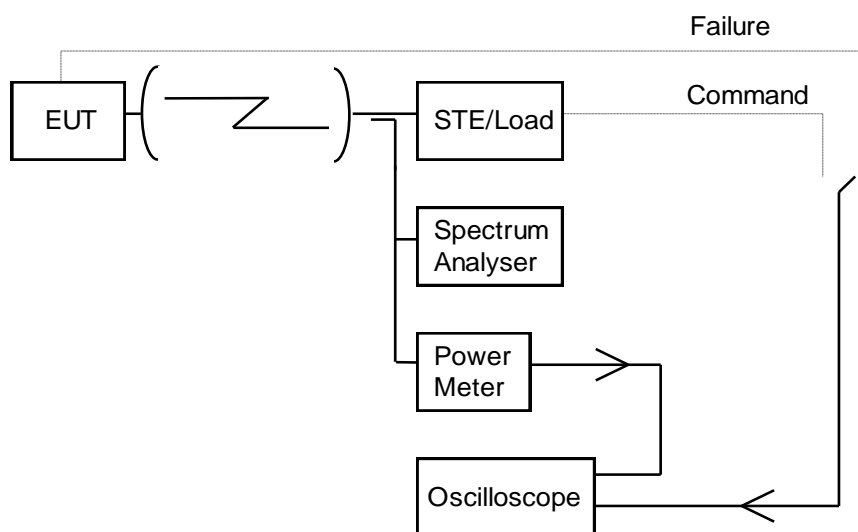 Failure
EUT
STE/Load
Command
Spectrum
Analyser
Power
Meter
Oscilloscope